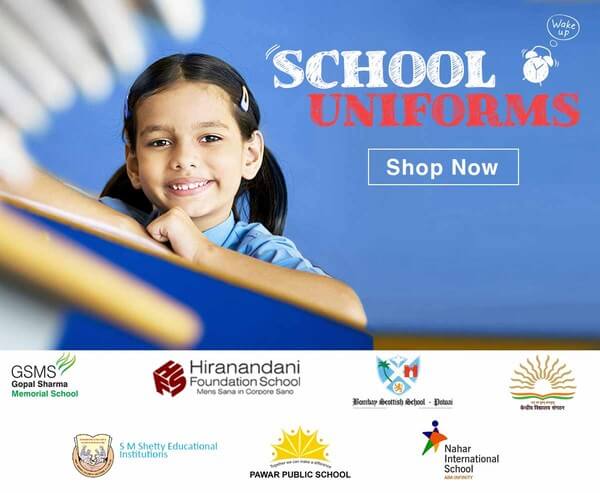 Wake
up
SCHOOL
UNIFORMS
Shop Now
GSMS
Gopal Sharma
Memorial School
Hiranandani
Foundation School
Mens Sana in Corpore Sano
Bombay Scottish School - Powai
केन्द्रीय विद्यालय संगठन
S M Shetty Educational
Institutions
Together we can make a difference
PAWAR PUBLIC SCHOOL
Nahar
International
School
AIM INFINITY